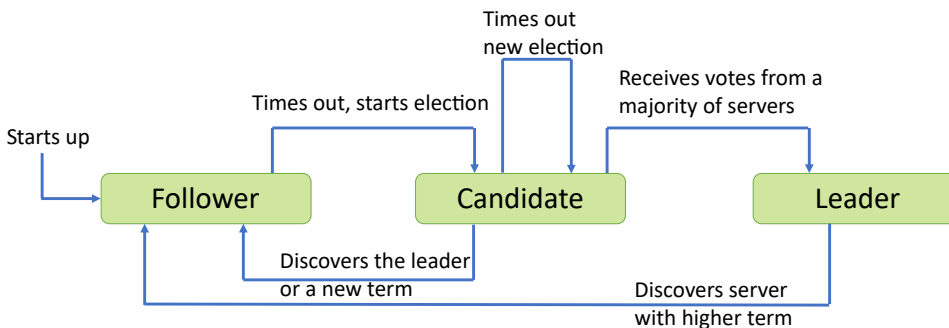 Times out
new election
Receives votes from a
majority of servers
Times out, starts election
Starts up
Follower
Candidate
Leader
Discovers the leader
or a new term
Discovers server
with higher term